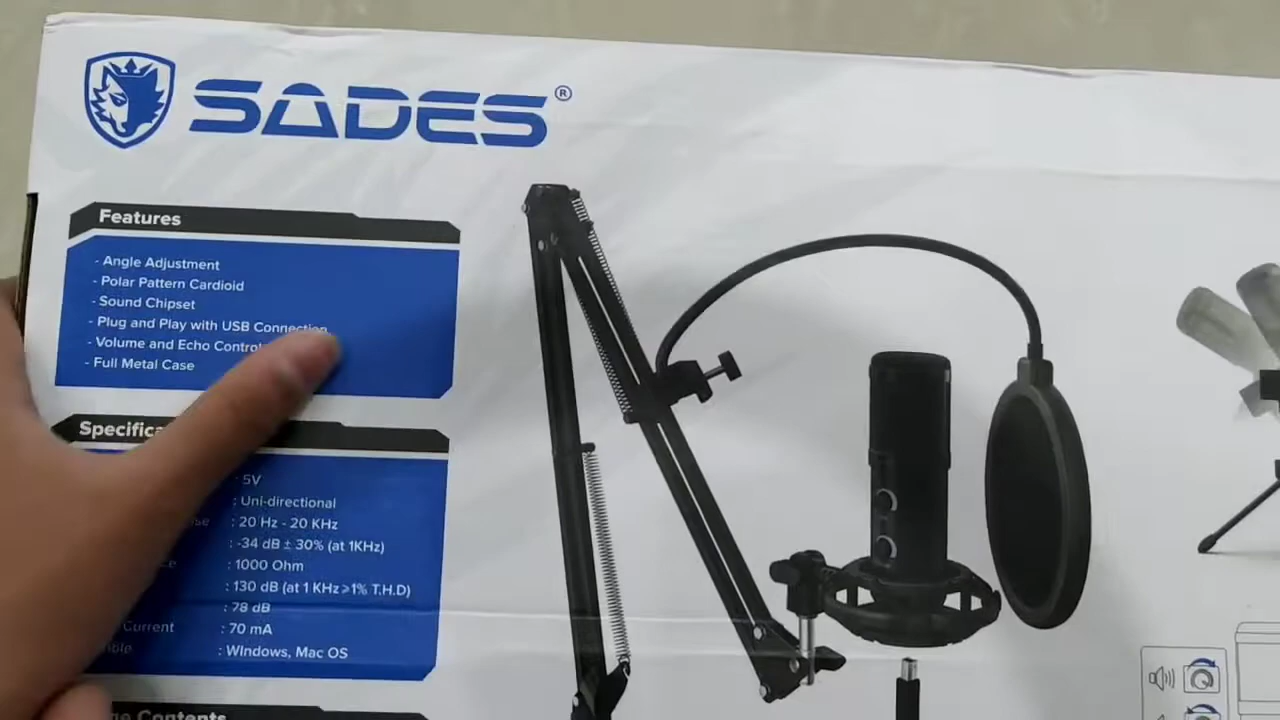 SADES®
Features
- Angle Adjustment
- Polar Pattern Cardioid
- Sound Chipset
- Plug and Play with USB Connection
- Volume and Echo Control
- Full Metal Case
: 5V
: Uni-directional
: 20 Hz - 20 KHz
: -34 dB ± 30% (at 1KHz)
: 1000 Ohm
: 130 dB (at 1 KHz≥1% T.H.D)
: 78 dB
Current : 70 mA
: Windows, Mac OS
Contents